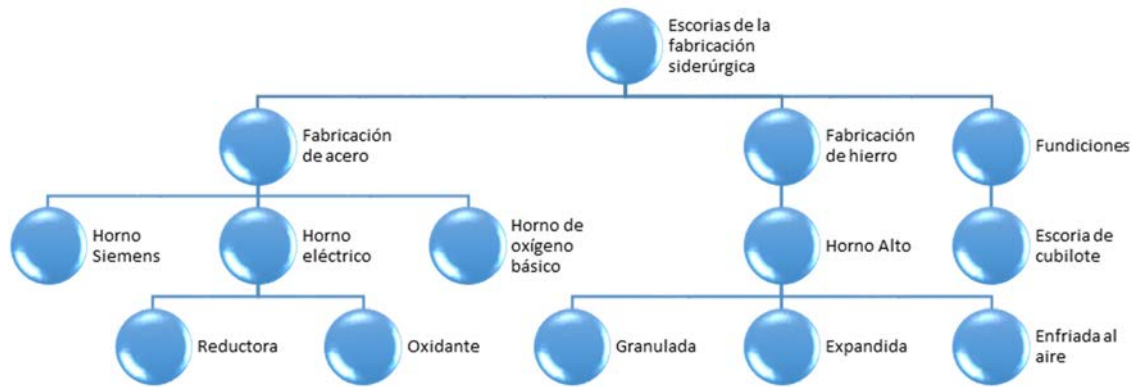 Escorias de la
fabricación
siderúrgica
Fabricación
de acero
Fabricación
de hierro
Fundiciones
Horno
Siemens
Horno
eléctrico
Horno de
oxígeno
básico
Horno Alto
Escoria de
cubilote
Reductora
Oxidante
Granulada
Expandida
Enfriada al
aire